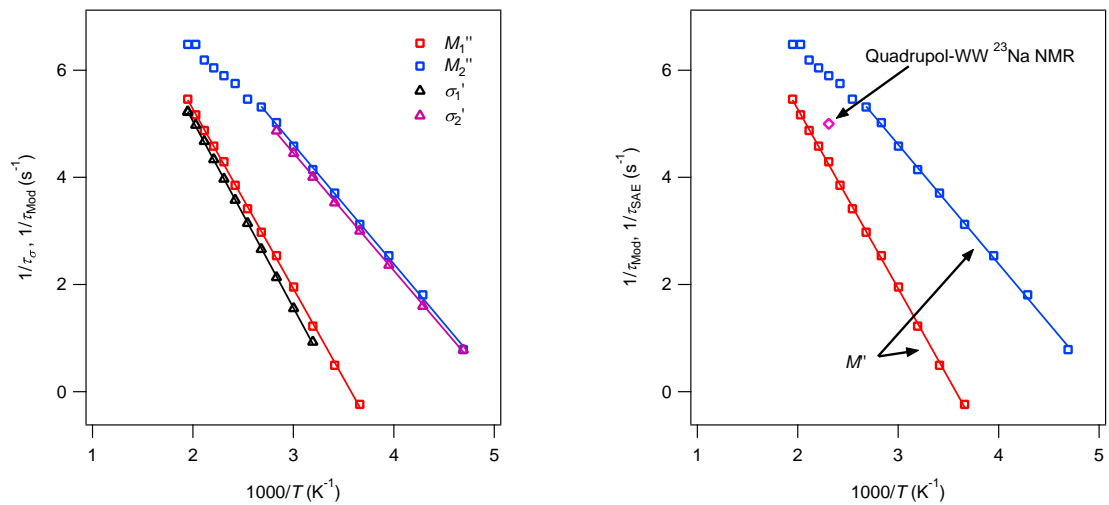 6
4
2
0
1
2
3
4
5
1000/T (K⁻¹)
1/τσ, 1/τMod (s⁻¹)
M₁''
M₂''
σ₁'
σ₂'
6
4
2
0
1
2
3
4
5
1000/T (K⁻¹)
1/τMod, 1/τSAE (s⁻¹)
Quadrupol-WW ²³Na NMR
M''